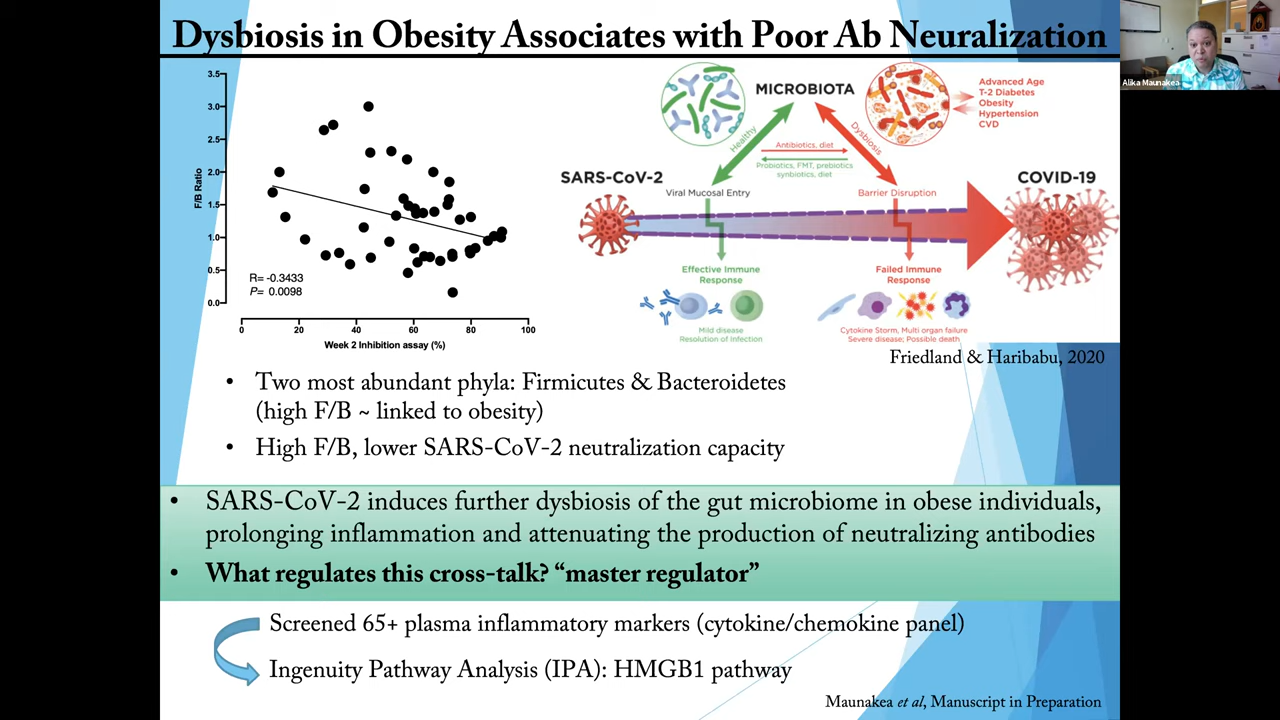 Dysbiosis in Obesity Associates with Poor Ab Neuralization
Alika Maunakea
3.5
3.0
2.5
2.0
1.5
1.0
0.5
0.0
F/B Ratio
R= -0.3433
P= 0.0098
0
20
40
60
80
100
Week 2 Inhibition assay (%)
MICROBIOTA
Advanced Age
T-2 Diabetes
Obesity
Hypertension
CVD
Healthy
Dysbiosis
Antibiotics, diet
Probiotics, FMT, prebiotics
synbiotics, diet
SARS-CoV-2
Viral Mucosal Entry
Barrier Disruption
COVID-19
Effective Immune
Response
Failed Immune
Response
Mild disease
Resolution of Infection
Cytokine Storm, Multi organ failure
Severe disease; Possible death
Friedland & Haribabu, 2020
• Two most abundant phyla: Firmicutes & Bacteroidetes
(high F/B ~ linked to obesity)
• High F/B, lower SARS-CoV-2 neutralization capacity
• SARS-CoV-2 induces further dysbiosis of the gut microbiome in obese individuals,
prolonging inflammation and attenuating the production of neutralizing antibodies
• What regulates this cross-talk? “master regulator”
Screened 65+ plasma inflammatory markers (cytokine/chemokine panel)
Ingenuity Pathway Analysis (IPA): HMGB1 pathway
Maunakea et al, Manuscript in Preparation